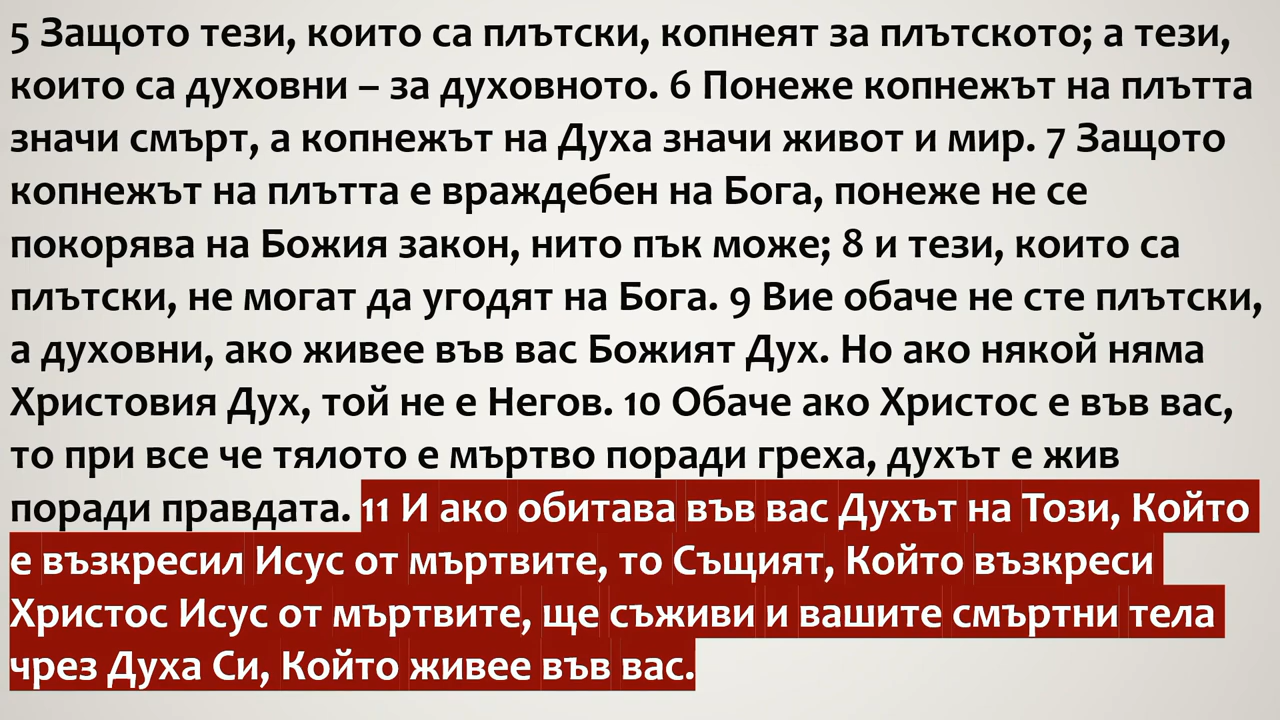 5 Защото тези, които са плътски, копнеят за плътското; а тези,
които са духовни – за духовното. 6 Понеже копнежът на плътта
значи смърт, а копнежът на Духа значи живот и мир. 7 Защото
копнежът на плътта е враждебен на Бога, понеже не се
покорява на Божия закон, нито пък може; 8 и тези, които са
плътски, не могат да угодят на Бога. 9 Вие обаче не сте плътски,
а духовни, ако живее във вас Божият Дух. Но ако някой няма
Христовия Дух, той не е Негов. 10 Обаче ако Христос е във вас,
то при все че тялото е мъртво поради греха, духът е жив
поради правдата. 11 И ако обитава във вас Духът на Този, Който
е възкресил Исус от мъртвите, то Същият, Който възкреси
Христос Исус от мъртвите, ще съживи и вашите смъртни тела
чрез Духа Си, Който живее във вас.